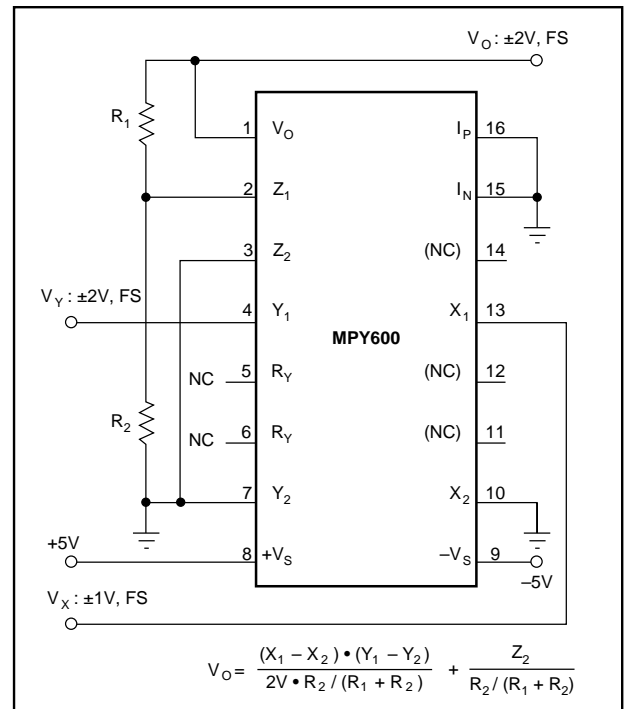 V_O : ±2V, FS
R_1
1 V_O
I_P 16
2 Z_1
I_N 15
3 Z_2
(NC) 14
V_Y : ±2V, FS
4 Y_1
X_1 13
MPY600
NC 5 R_Y
(NC) 12
R_2
NC 6 R_Y
(NC) 11
7 Y_2
X_2 10
+5V
8 +V_S
–V_S 9
–5V
V_X : ±1V, FS
V_O = (X_1 – X_2) • (Y_1 – Y_2) / 2V • R_2 / (R_1 + R_2) + Z_2 / R_2 / (R_1 + R_2)